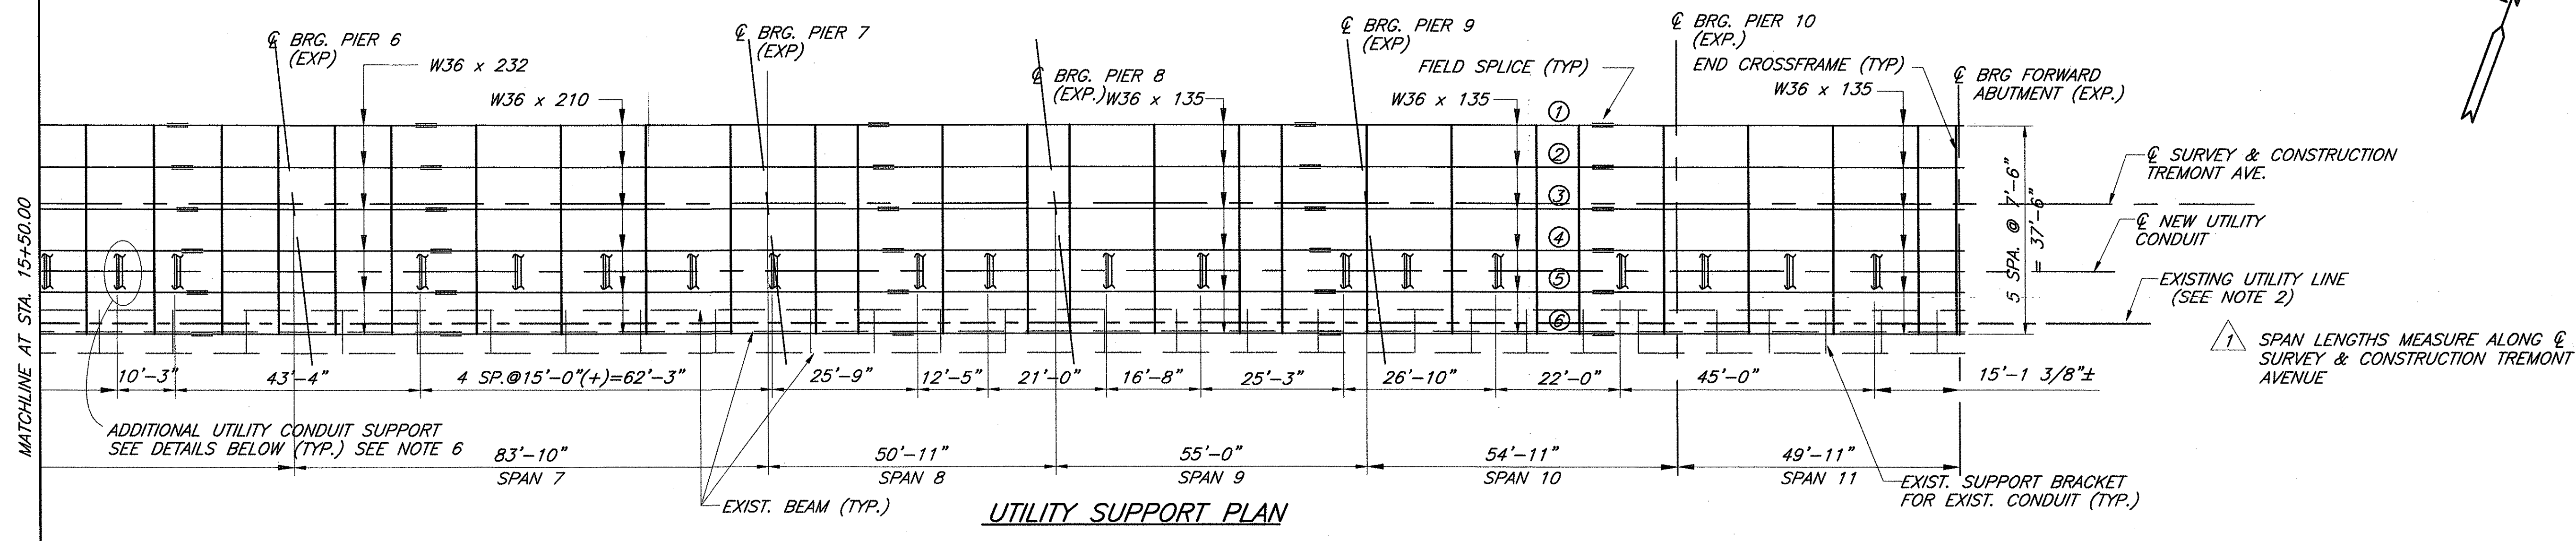 ℄ BRG. PIER 6
(EXP)
W36 x 232
W36 x 210
℄ BRG. PIER 7
(EXP)
℄ BRG. PIER 8
(EXP.)
W36 x 135
℄ BRG. PIER 9
(EXP)
W36 x 135
FIELD SPLICE (TYP)
℄ BRG. PIER 10
(EXP.)
END CROSSFRAME (TYP)
W36 x 135
℄ BRG FORWARD
ABUTMENT (EXP.)
1
2
3
4
5
6
5 SPA. @ 7'-6"
= 37'-6"
℄ SURVEY & CONSTRUCTION
TREMONT AVE.
℄ NEW UTILITY
CONDUIT
EXISTING UTILITY LINE
(SEE NOTE 2)
1 SPAN LENGTHS MEASURE ALONG ℄
SURVEY & CONSTRUCTION TREMONT
AVENUE
MATCHLINE AT STA. 15+50.00
10'-3"
43'-4"
4 SP.@15'-0"(+)=62'-3"
25'-9"
12'-5"
21'-0"
16'-8"
25'-3"
26'-10"
22'-0"
45'-0"
15'-1 3/8"±
ADDITIONAL UTILITY CONDUIT SUPPORT
SEE DETAILS BELOW (TYP.) SEE NOTE 6
83'-10"
SPAN 7
50'-11"
SPAN 8
55'-0"
SPAN 9
54'-11"
SPAN 10
49'-11"
SPAN 11
EXIST. BEAM (TYP.)
EXIST. SUPPORT BRACKET
FOR EXIST. CONDUIT (TYP.)
UTILITY SUPPORT PLAN